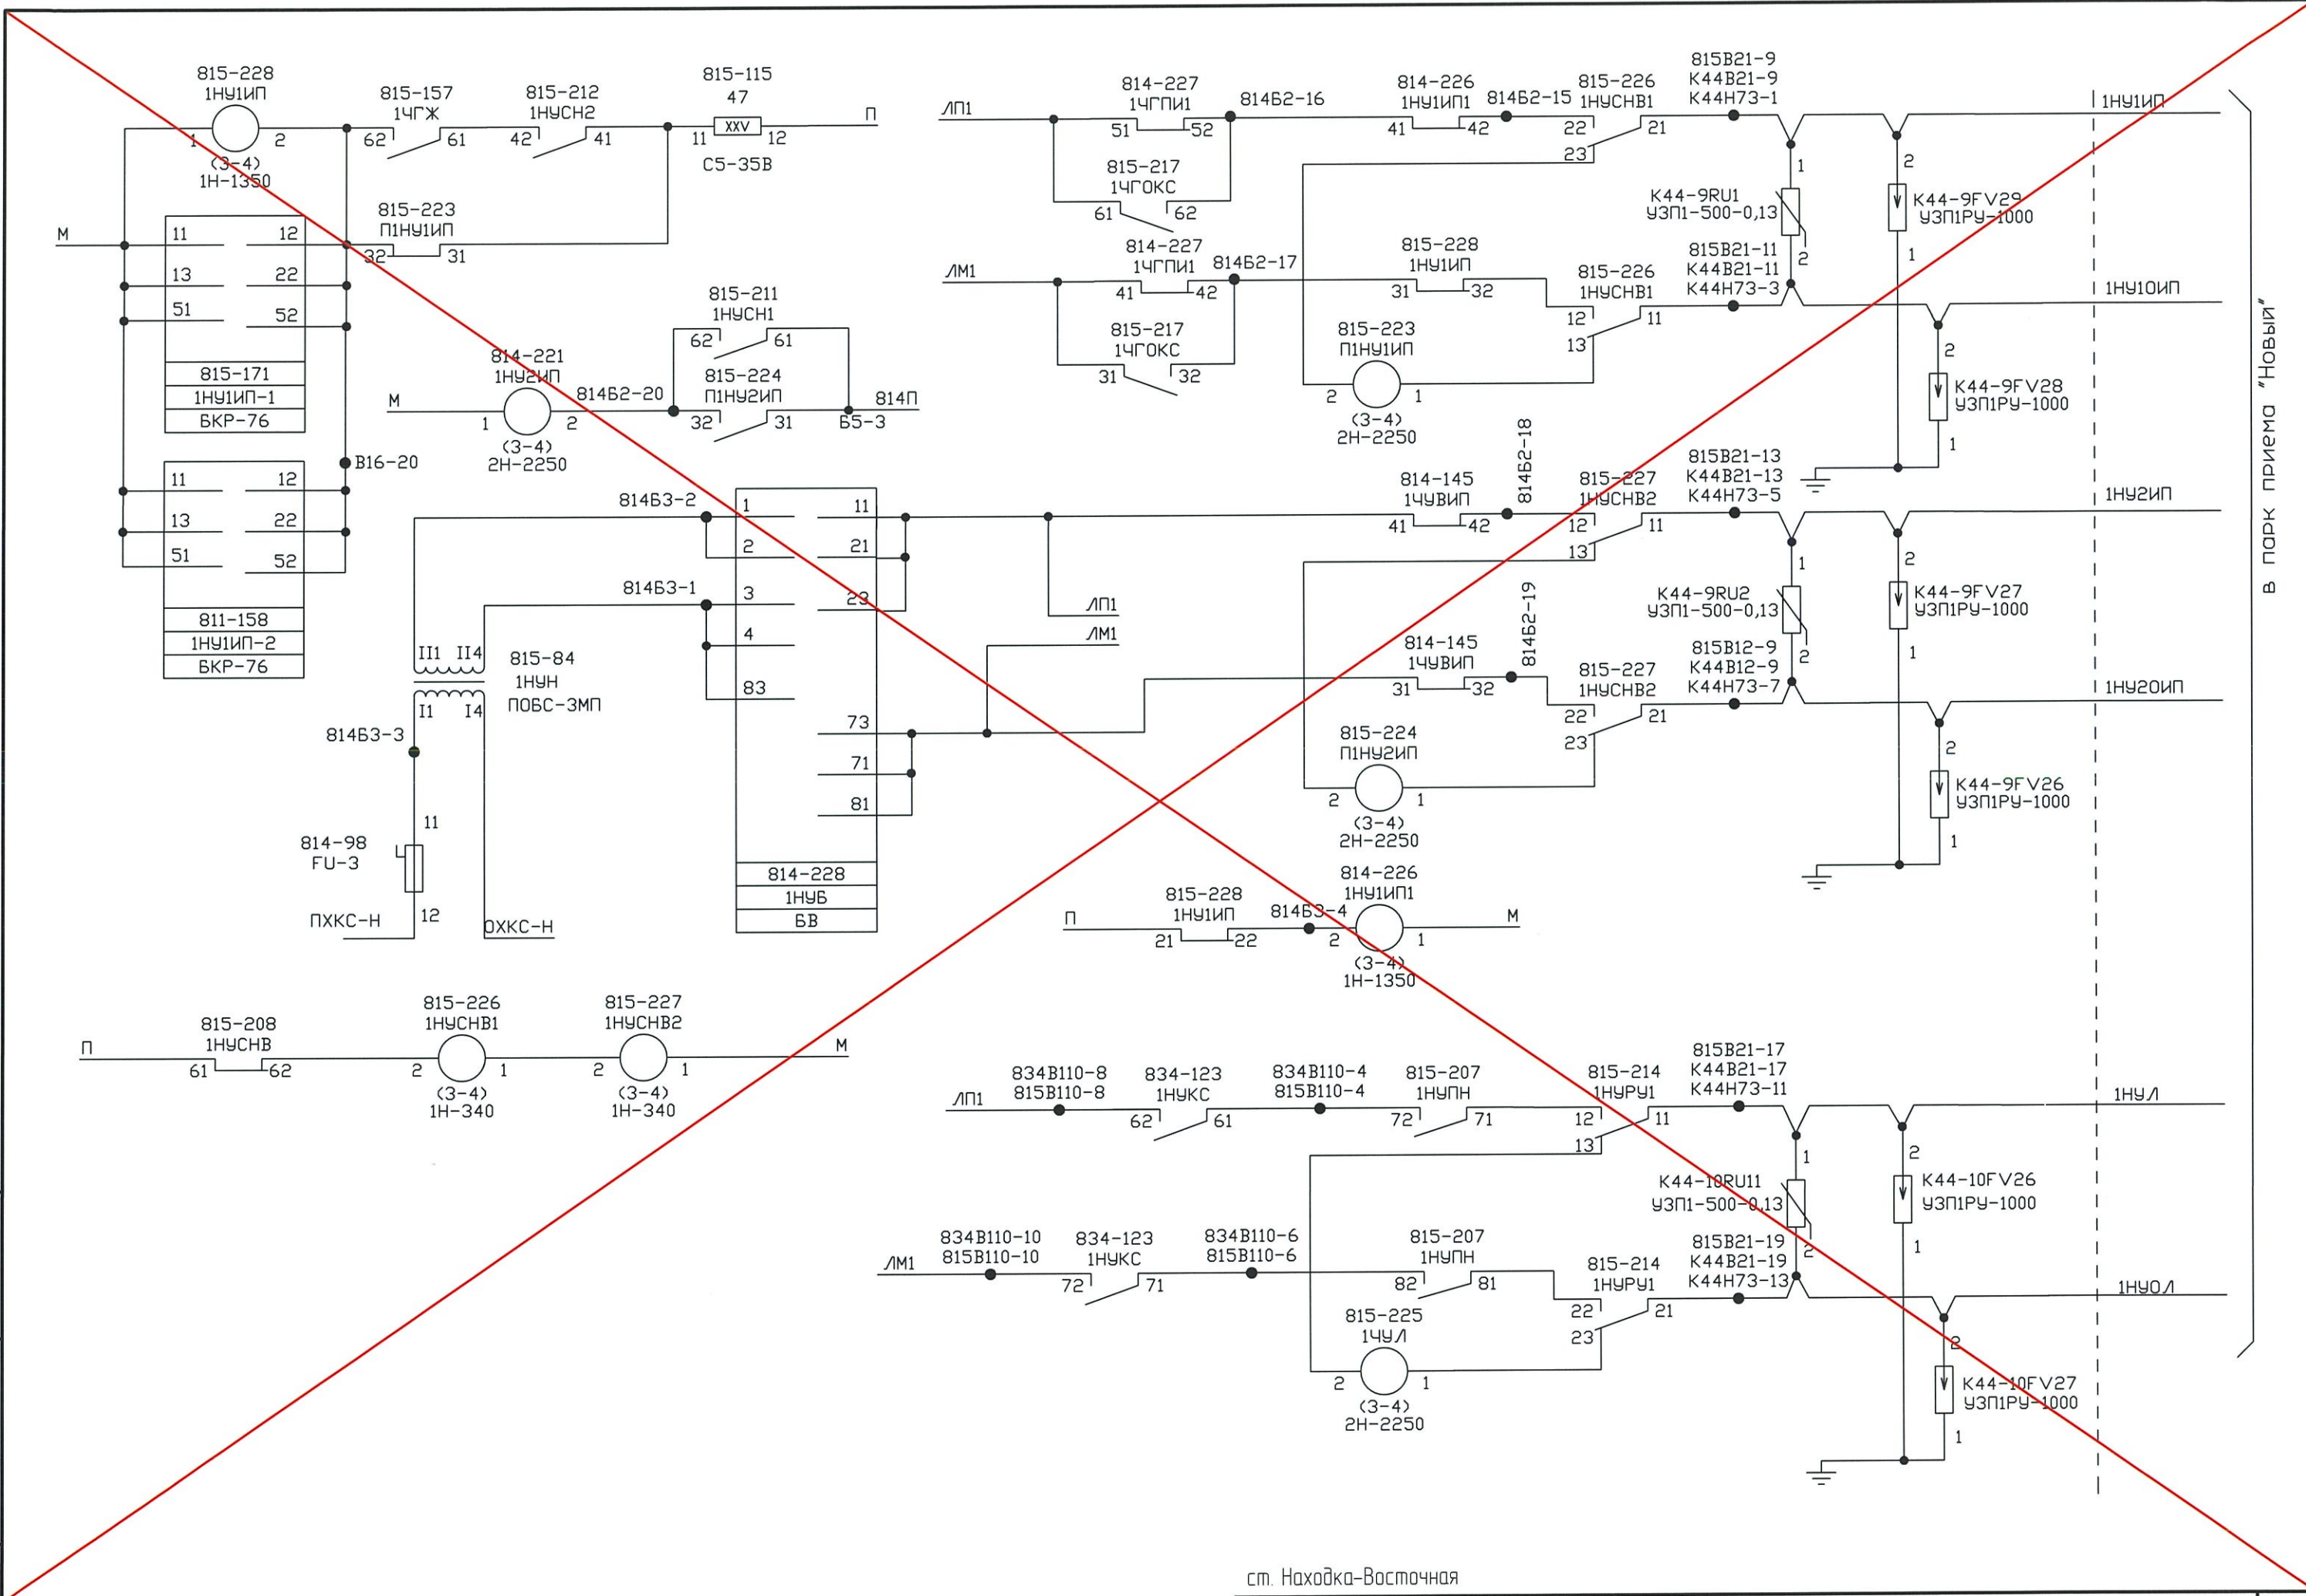 815-228
1НУ1ИП
1
2
(3-4)
1Н-1350
815-157
1ЧГЖ
62
61
815-212
1НУСН2
42
41
815-115
47
XXV
11
12
С5-35В
П
М
815-223
П1НУ1ИП
32
31
11
12
13
22
51
52
815-171
1НУ1ИП-1
БКР-76
В16-20
11
12
13
22
51
52
811-158
1НУ1ИП-2
БКР-76
815-211
1НУСН1
62
61
814-221
1НУ2ИП
М
1
2
(3-4)
2Н-2250
814Б2-20
815-224
П1НУ2ИП
32
31
814П
Б5-3
814Б3-2
814Б3-1
1
11
2
21
3
23
4
83
73
71
81
814-228
1НУБ
БВ
II1 II4
I1 I4
815-84
1НУН
ПОБС-3МП
814Б3-3
11
814-98
FU-3
12
ПХКС-Н
ОХКС-Н
ЛП1
ЛМ1
П
815-208
1НУСНВ
61
62
815-226
1НУСНВ1
2
1
(3-4)
1Н-340
815-227
1НУСНВ2
2
1
(3-4)
1Н-340
М
ЛП1
814-227
1ЧГПИ1
51
52
814Б2-16
815-217
1ЧГОКС
61
62
814-226
1НУ1ИП1
41
42
814Б2-15
815-226
1НУСНВ1
22
21
23
815В21-9
К44В21-9
К44Н73-1
1НУ1ИП
1
К44-9RU1
УЗП1-500-0,13
2
2
К44-9FV29
УЗП1РУ-1000
1
ЛМ1
814-227
1ЧГПИ1
41
42
814Б2-17
815-217
1ЧГОКС
31
32
815-228
1НУ1ИП
31
32
815-226
1НУСНВ1
12
11
13
815В21-11
К44В21-11
К44Н73-3
1НУ1ОИП
815-223
П1НУ1ИП
2
1
(3-4)
2Н-2250
2
К44-9FV28
УЗП1РУ-1000
1
В парк приема "Новый"
814-145
1ЧУВИП
41
42
814Б2-18
815-227
1НУСНВ2
12
11
13
815В21-13
К44В21-13
К44Н73-5
1НУ2ИП
1
К44-9RU2
УЗП1-500-0,13
2
2
К44-9FV27
УЗП1РУ-1000
1
814-145
1ЧУВИП
31
32
814Б2-19
815-227
1НУСНВ2
22
21
23
815В12-9
К44В12-9
К44Н73-7
1НУ2ОИП
815-224
П1НУ2ИП
2
1
(3-4)
2Н-2250
2
К44-9FV26
УЗП1РУ-1000
1
П
815-228
1НУ1ИП
21
22
814Б3-4
814-226
1НУ1ИП1
2
1
(3-4)
1Н-1350
М
ЛП1
834В110-8
815В110-8
834-123
1НУКС
62
61
834В110-4
815В110-4
815-207
1НУПН
72
71
815-214
1НУРУ1
12
11
13
815В21-17
К44В21-17
К44Н73-11
1НУЛ
1
К44-10RU11
УЗП1-500-0,13
2
2
К44-10FV26
УЗП1РУ-1000
1
ЛМ1
834В110-10
815В110-10
834-123
1НУКС
72
71
834В110-6
815В110-6
815-207
1НУПН
82
81
815-214
1НУРУ1
22
21
23
815В21-19
К44В21-19
К44Н73-13
1НУОЛ
815-225
1ЧУЛ
2
1
(3-4)
2Н-2250
2
К44-10FV27
УЗП1РУ-1000
1
ст. Находка-Восточная